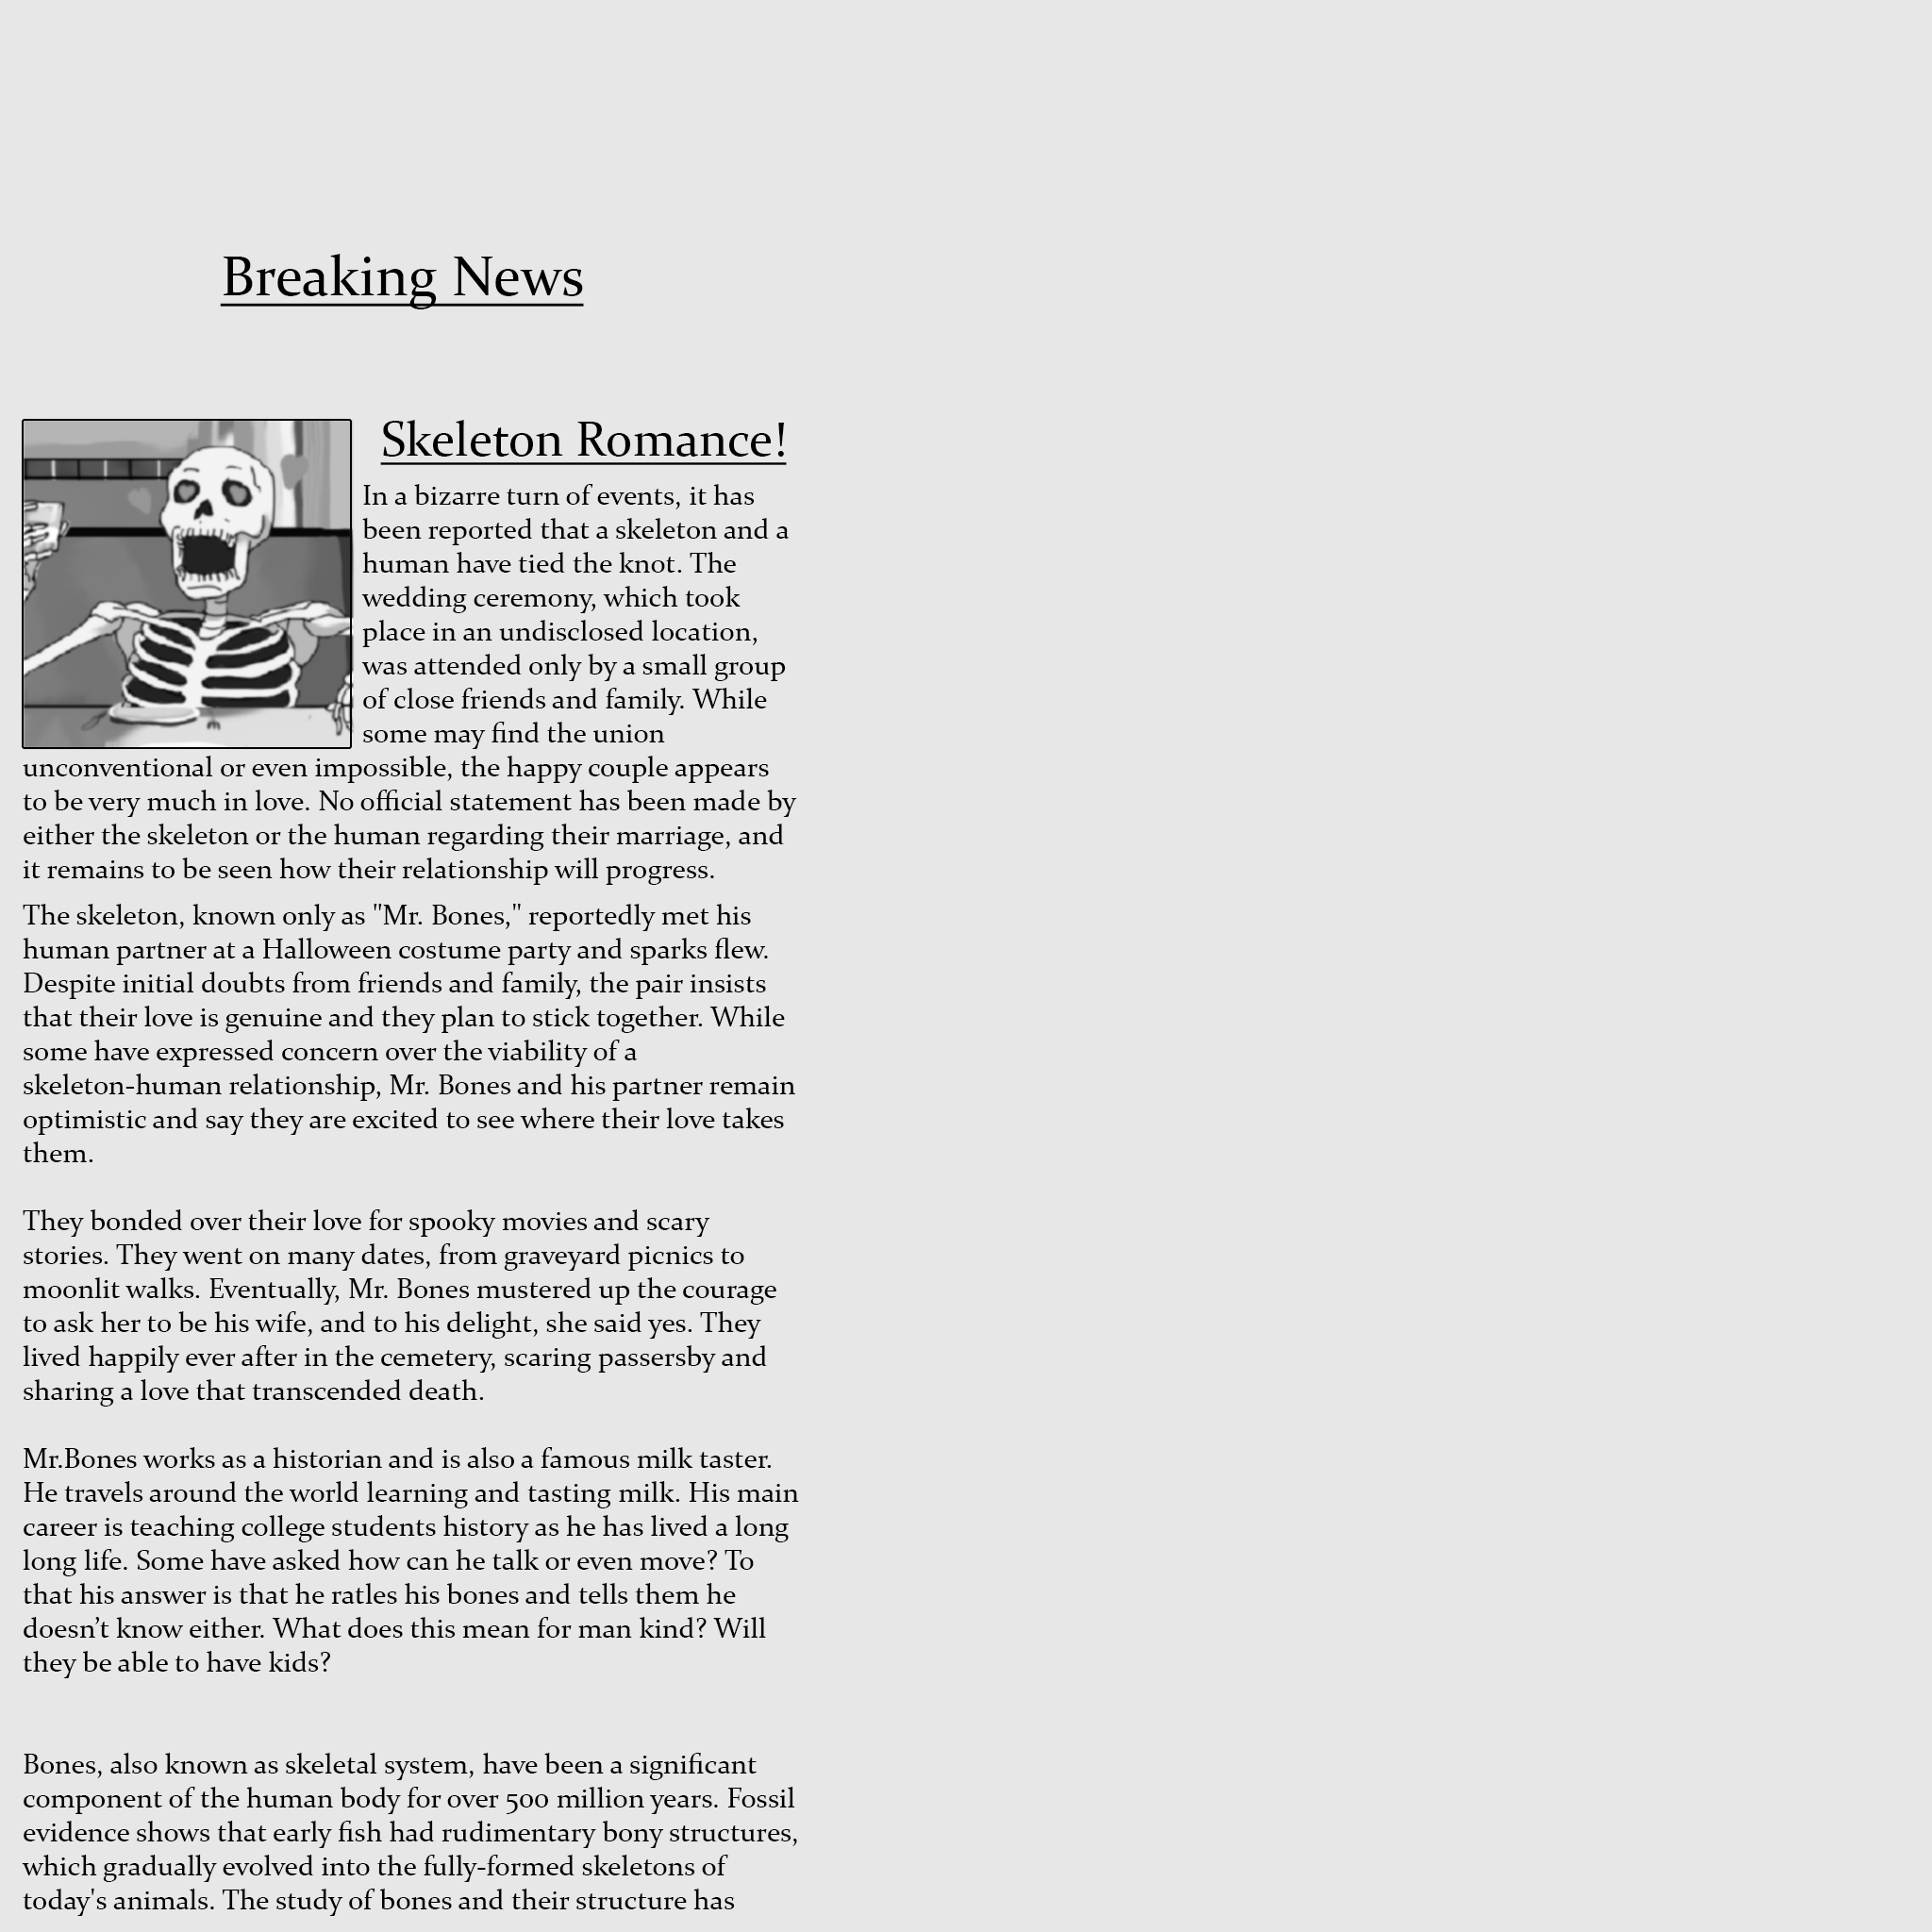 Breaking News
Skeleton Romance!
In a bizarre turn of events, it has
been reported that a skeleton and a
human have tied the knot. The
wedding ceremony, which took
place in an undisclosed location,
was attended only by a small group
of close friends and family. While
some may find the union
unconventional or even impossible, the happy couple appears
to be very much in love. No official statement has been made by
either the skeleton or the human regarding their marriage, and
it remains to be seen how their relationship will progress.
The skeleton, known only as "Mr. Bones," reportedly met his
human partner at a Halloween costume party and sparks flew.
Despite initial doubts from friends and family, the pair insists
that their love is genuine and they plan to stick together. While
some have expressed concern over the viability of a
skeleton-human relationship, Mr. Bones and his partner remain
optimistic and say they are excited to see where their love takes
them.
They bonded over their love for spooky movies and scary
stories. They went on many dates, from graveyard picnics to
moonlit walks. Eventually, Mr. Bones mustered up the courage
to ask her to be his wife, and to his delight, she said yes. They
lived happily ever after in the cemetery, scaring passersby and
sharing a love that transcended death.
Mr.Bones works as a historian and is also a famous milk taster.
He travels around the world learning and tasting milk. His main
career is teaching college students history as he has lived a long
long life. Some have asked how can he talk or even move? To
that his answer is that he ratles his bones and tells them he
doesn’t know either. What does this mean for man kind? Will
they be able to have kids?
Bones, also known as skeletal system, have been a significant
component of the human body for over 500 million years. Fossil
evidence shows that early fish had rudimentary bony structures,
which gradually evolved into the fully-formed skeletons of
today's animals. The study of bones and their structure has